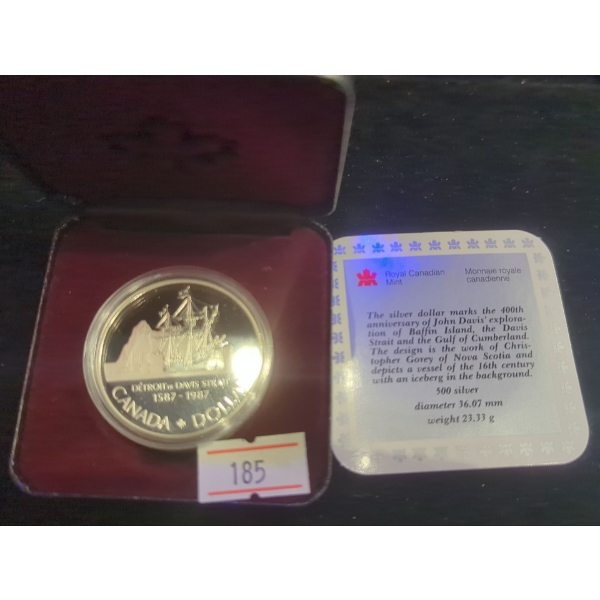 DÉTROIT DE DAVIS STRAIT
1587-1987
CANADA DOLLAR
185
Royal Canadian
Mint
Monnaie royale
canadienne
The silver dollar marks the 400th
anniversary of John Davis' explora-
tion of Baffin Island, the Davis
Strait and the Gulf of Cumberland.
The design is the work of Chris-
topher Gorey of Nova Scotia and
depicts a vessel of the 16th century
with an iceberg in the background.
500 silver
diameter 36.07 mm
weight 23.33 g